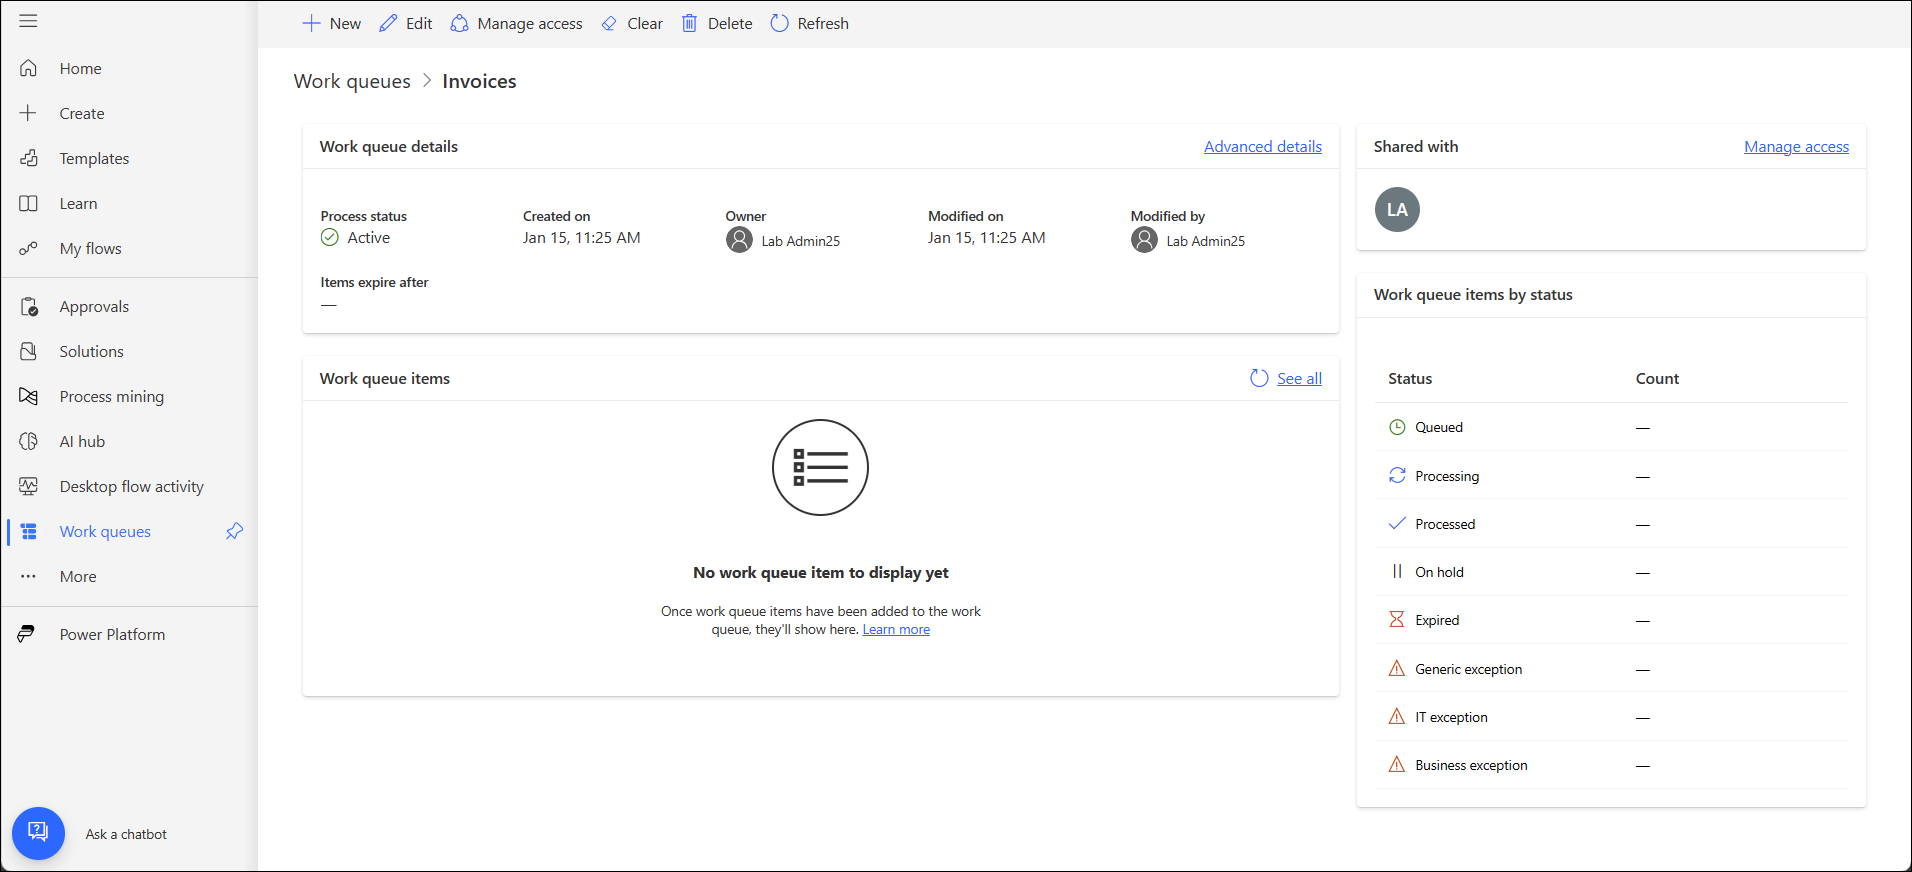 New
Edit
Manage access
Clear
Delete
Refresh
Home
Create
Templates
Learn
My flows
Approvals
Solutions
Process mining
AI hub
Desktop flow activity
Work queues
More
Power Platform
Ask a chatbot
Work queues > Invoices
Work queue details
Advanced details
Process status
Active
Created on
Jan 15, 11:25 AM
Owner
Lab Admin25
Modified on
Jan 15, 11:25 AM
Modified by
Lab Admin25
Items expire after
—
Work queue items
See all
No work queue item to display yet
Once work queue items have been added to the work
queue, they'll show here. Learn more
Shared with
Manage access
LA
Work queue items by status
Status Count
Queued —
Processing —
Processed —
On hold —
Expired —
Generic exception —
IT exception —
Business exception —